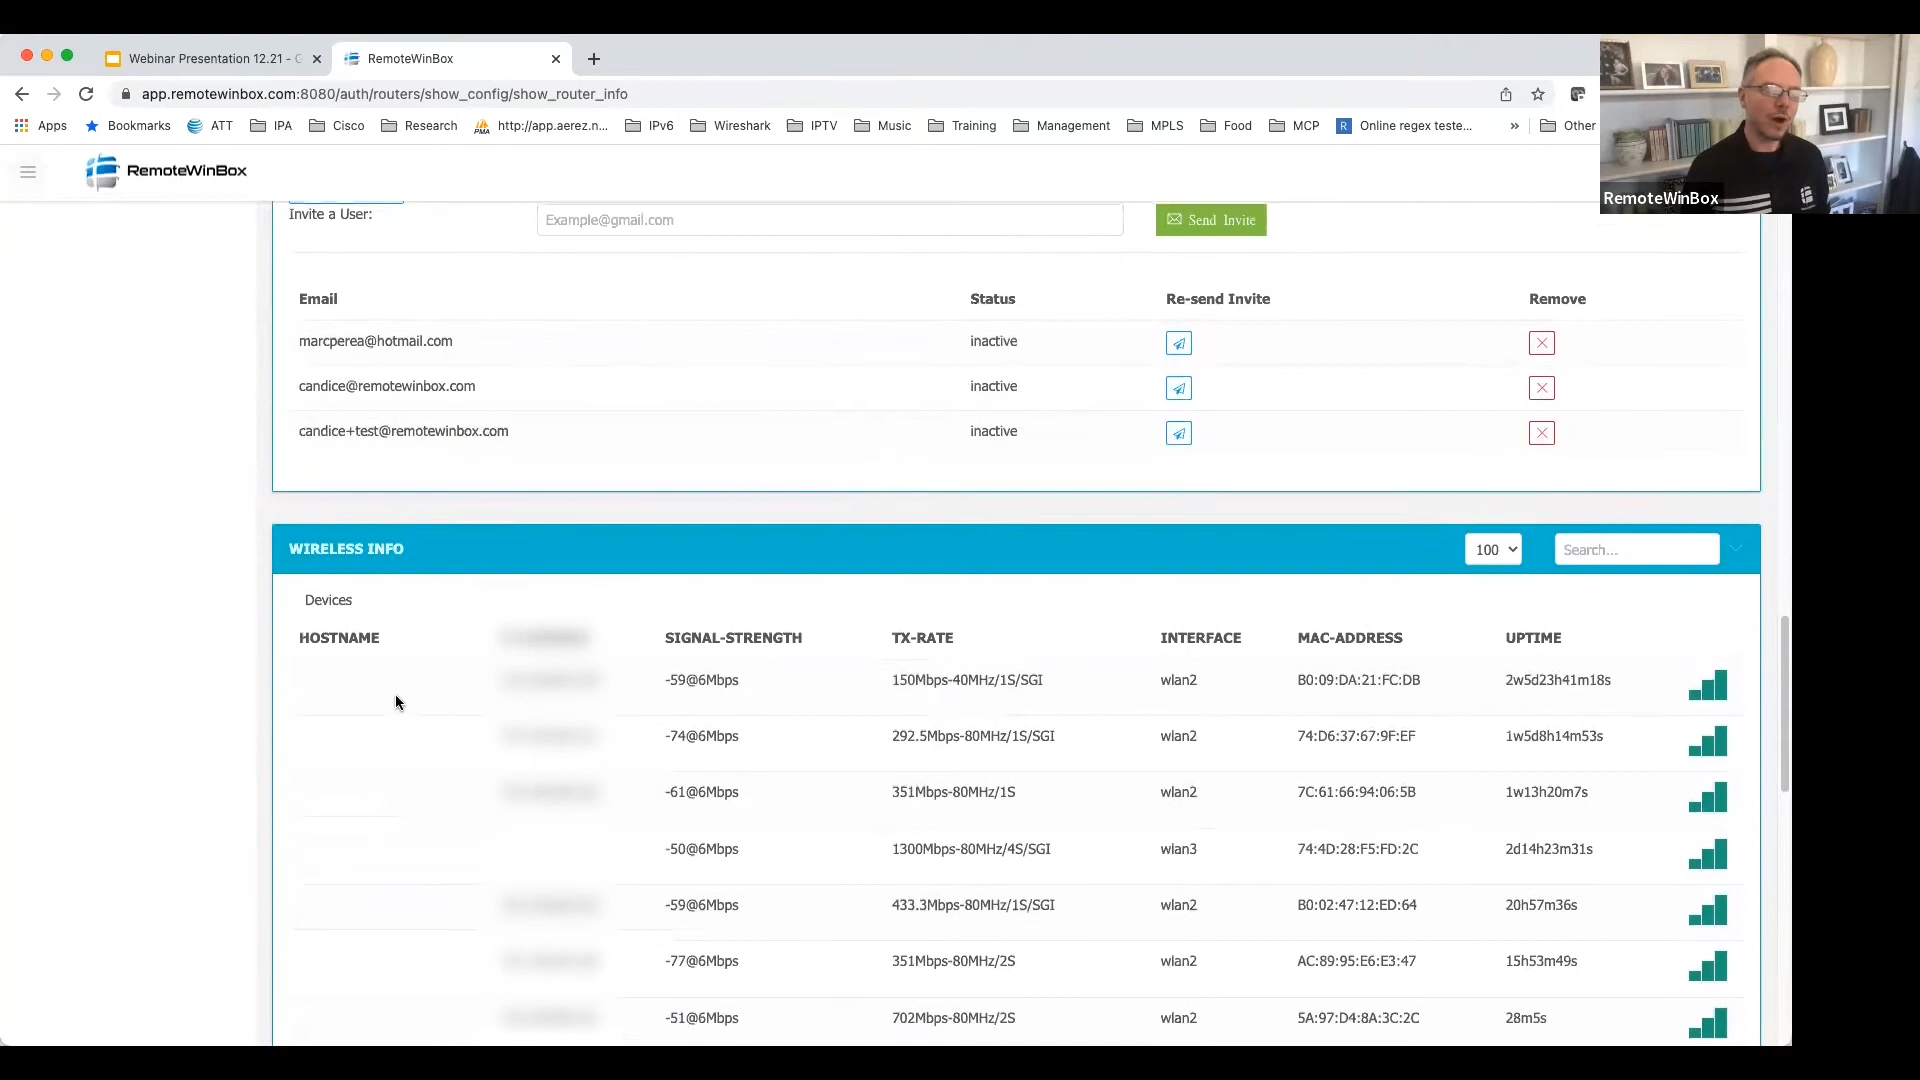 Webinar Presentation 12.21 -
RemoteWinBox
app.remotewinbox.com:8080/auth/routers/show_config/show_router_info
Apps
Bookmarks
ATT
IPA
Cisco
Research
http://app.aerez.n...
IPv6
Wireshark
IPTV
Music
Training
Management
MPLS
Food
MCP
Online regex teste...
»
Other
RemoteWinBox
RemoteWinBox
Invite a User:
Example@gmail.com
Send Invite
Email Status Re-send Invite Remove
marcperea@hotmail.com inactive
candice@remotewinbox.com inactive
candice+test@remotewinbox.com inactive
WIRELESS INFO
100
Search...
Devices
HOSTNAME SIGNAL-STRENGTH TX-RATE INTERFACE MAC-ADDRESS UPTIME
-59@6Mbps 150Mbps-40MHz/1S/SGI wlan2 B0:09:DA:21:FC:DB 2w5d23h41m18s
-74@6Mbps 292.5Mbps-80MHz/1S/SGI wlan2 74:D6:37:67:9F:EF 1w5d8h14m53s
-61@6Mbps 351Mbps-80MHz/1S wlan2 7C:61:66:94:06:5B 1w13h20m7s
-50@6Mbps 1300Mbps-80MHz/4S/SGI wlan3 74:4D:28:F5:FD:2C 2d14h23m31s
-59@6Mbps 433.3Mbps-80MHz/1S/SGI wlan2 B0:02:47:12:ED:64 20h57m36s
-77@6Mbps 351Mbps-80MHz/2S wlan2 AC:89:95:E6:E3:47 15h53m49s
-51@6Mbps 702Mbps-80MHz/2S wlan2 5A:97:D4:8A:3C:2C 28m5s